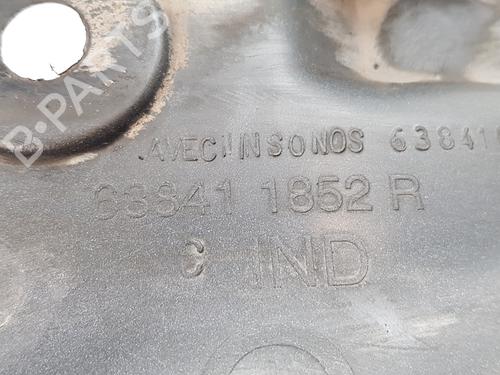 B-PARTS
AVEC INSONOS 63841
63841 1852 R
C IND